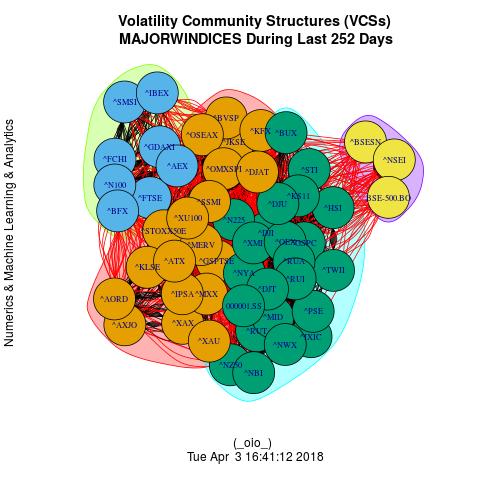 Volatility Community Structures (VCSs)
MAJORWINDICES During Last 252 Days
Numerics & Machine Learning & Analytics
^SMSI
^IBEX
^FCHI
^GDAXI
^AEX
^N100
^FTSE
^BFX
^BVSP
^OSEAX
^JKSE
^KFX
^BUX
^OMXSPI
^DJAT
^STI
^BSESN
^NSEI
BSE-500.BO
^SSMI
^DJU
^KS11
^HSI
^XU100
^N225
^STOXX50E
^DJI
^MERV
^XMI
^OEX
^GSPC
^KLSE
^ATX
^GSPTSE
^RUA
^NYA
^RUI
^TWII
^AORD
^IPSA
^MXX
^DJT
000001.SS
^MID
^PSE
^AXJO
^XAX
^RUT
^XAU
^NWX
^IXIC
^NZ50
^NBI
(_oio_)
Tue Apr  3 16:41:12 2018